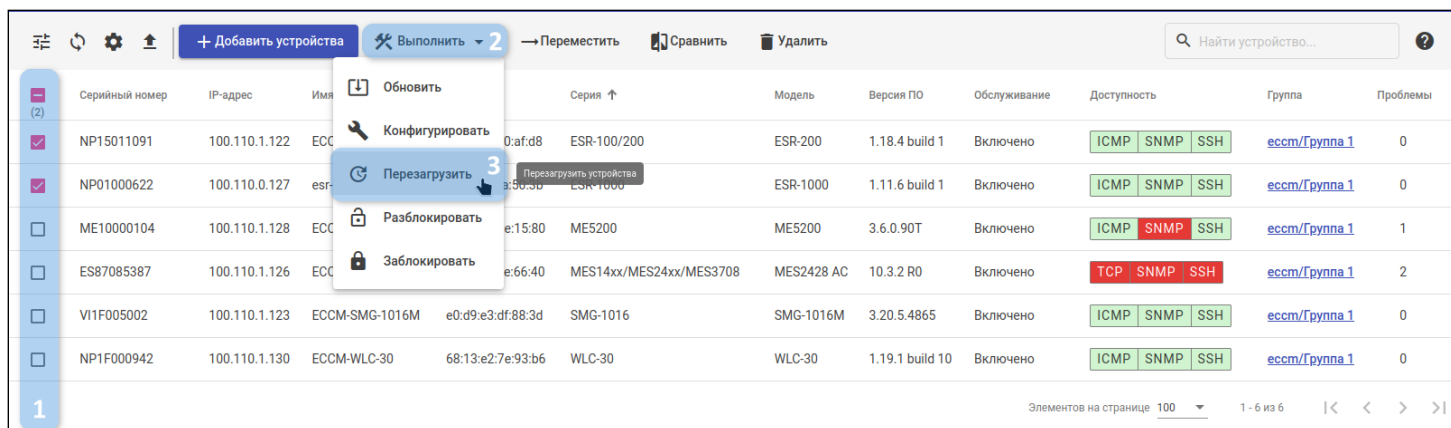 + Добавить устройства Выполнить 2 Переместить Сравнить Удалить Найти устройство...
(2) Серийный номер IP-адрес Имя Серия Модель Версия ПО Обслуживание Доступность Группа Проблемы
Обновить
Конфигурировать
NP15011091 100.110.1.122 ECC 0:af:d8 ESR-100/200 ESR-200 1.18.4 build 1 Включено ICMP SNMP SSH eccm/Группа 1 0
Перезагрузить 3 Перезагрузить устройства
NP01000622 100.110.0.127 esr- ESR-1000 ESR-1000 1.11.6 build 1 Включено ICMP SNMP SSH eccm/Группа 1 0
Разблокировать
ME10000104 100.110.1.128 ECC e:15:80 ME5200 ME5200 3.6.0.90T Включено ICMP SNMP SSH eccm/Группа 1 1
Заблокировать
ES87085387 100.110.1.126 ECC e:66:40 MES14xx/MES24xx/MES3708 MES2428 AC 10.3.2 R0 Включено TCP SNMP SSH eccm/Группа 1 2
VI1F005002 100.110.1.123 ECCM-SMG-1016M e0:d9:e3:df:88:3d SMG-1016 SMG-1016M 3.20.5.4865 Включено ICMP SNMP SSH eccm/Группа 1 0
NP1F000942 100.110.1.130 ECCM-WLC-30 68:13:e2:7e:93:b6 WLC-30 WLC-30 1.19.1 build 10 Включено ICMP SNMP SSH eccm/Группа 1 0
1 Элементов на странице 100 1 - 6 из 6